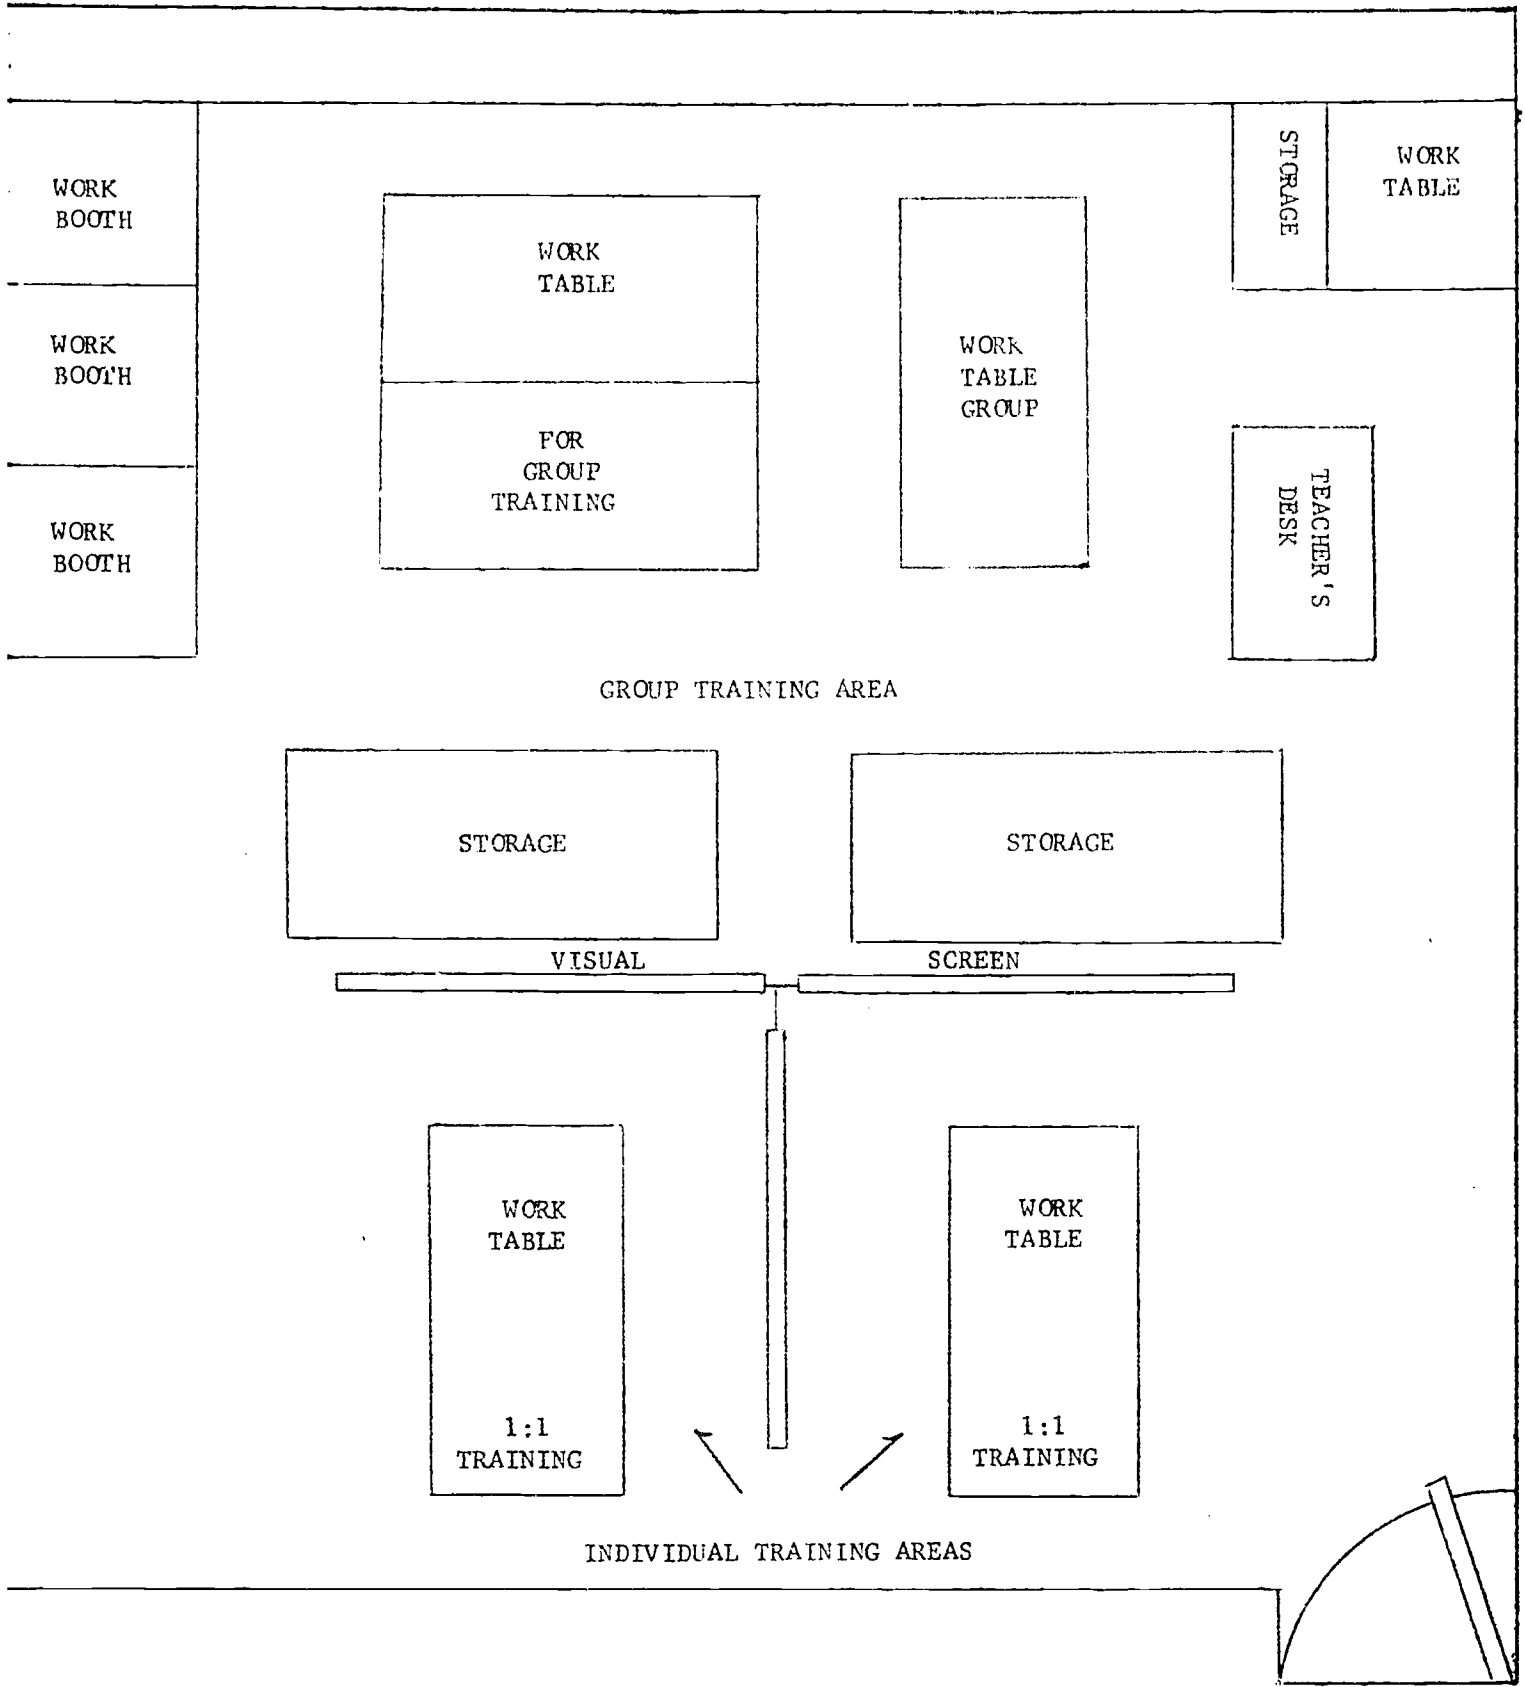 WORK
BOOTH
WORK
BOOTH
WORK
BOOTH
WORK
TABLE
FOR
GROUP
TRAINING
WORK
TABLE
GROUP
STORAGE
WORK
TABLE
TEACHER'S
DESK
GROUP TRAINING AREA
STORAGE
STORAGE
VISUAL SCREEN
WORK
TABLE
1:1
TRAINING
WORK
TABLE
1:1
TRAINING
INDIVIDUAL TRAINING AREAS